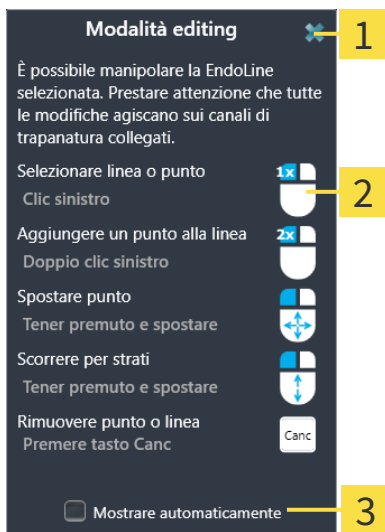 Modalità editing
1
È possibile manipolare la EndoLine
selezionata. Prestare attenzione che tutte
le modifiche agiscano sui canali di
trapanatura collegati.
Selezionare linea o punto
1x
Clic sinistro
2
Aggiungere un punto alla linea
2x
Doppio clic sinistro
Spostare punto
Tener premuto e spostare
Scorrere per strati
Tener premuto e spostare
Rimuovere punto o linea
Premere tasto Canc
Canc
Mostrare automaticamente
3